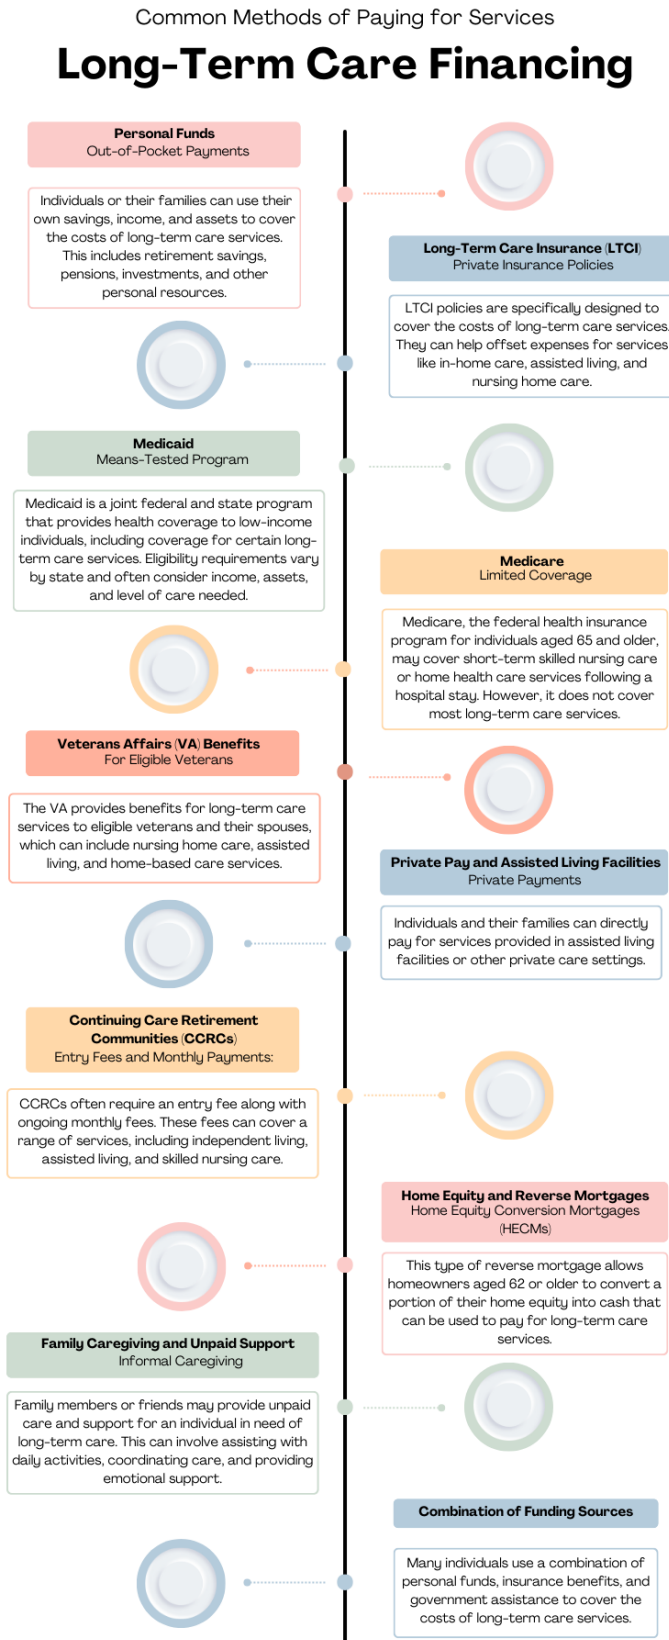 Common Methods of Paying for Services
Long-Term Care Financing
Personal Funds
Out-of-Pocket Payments
Individuals or their families can use their
own savings, income, and assets to cover
the costs of long-term care services.
This includes retirement savings,
pensions, investments, and other
personal resources.
Long-Term Care Insurance (LTCI)
Private Insurance Policies
LTCI policies are specifically designed to
cover the costs of long-term care services.
They can help offset expenses for services
like in-home care, assisted living, and
nursing home care.
Medicaid
Means-Tested Program
Medicaid is a joint federal and state program
that provides health coverage to low-income
individuals, including coverage for certain long-
term care services. Eligibility requirements vary
by state and often consider income, assets,
and level of care needed.
Medicare
Limited Coverage
Medicare, the federal health insurance
program for individuals aged 65 and older,
may cover short-term skilled nursing care
or home health care services following a
hospital stay. However, it does not cover
most long-term care services.
Veterans Affairs (VA) Benefits
For Eligible Veterans
The VA provides benefits for long-term care
services to eligible veterans and their spouses,
which can include nursing home care, assisted
living, and home-based care services.
Private Pay and Assisted Living Facilities
Private Payments
Individuals and their families can directly
pay for services provided in assisted living
facilities or other private care settings.
Continuing Care Retirement
Communities (CCRCs)
Entry Fees and Monthly Payments:
CCRCs often require an entry fee along with
ongoing monthly fees. These fees can cover a
range of services, including independent living,
assisted living, and skilled nursing care.
Home Equity and Reverse Mortgages
Home Equity Conversion Mortgages
(HECMs)
This type of reverse mortgage allows
homeowners aged 62 or older to convert a
portion of their home equity into cash that
can be used to pay for long-term care
services.
Family Caregiving and Unpaid Support
Informal Caregiving
Family members or friends may provide unpaid
care and support for an individual in need of
long-term care. This can involve assisting with
daily activities, coordinating care, and providing
emotional support.
Combination of Funding Sources
Many individuals use a combination of
personal funds, insurance benefits, and
government assistance to cover the
costs of long-term care services.